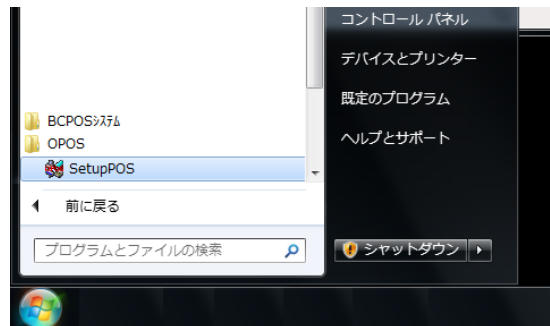 コントロール パネル
デバイスとプリンター
既定のプログラム
ヘルプとサポート
BCPOSｼｽﾃﾑ
OPOS
SetupPOS
前に戻る
プログラムとファイルの検索
シャットダウン